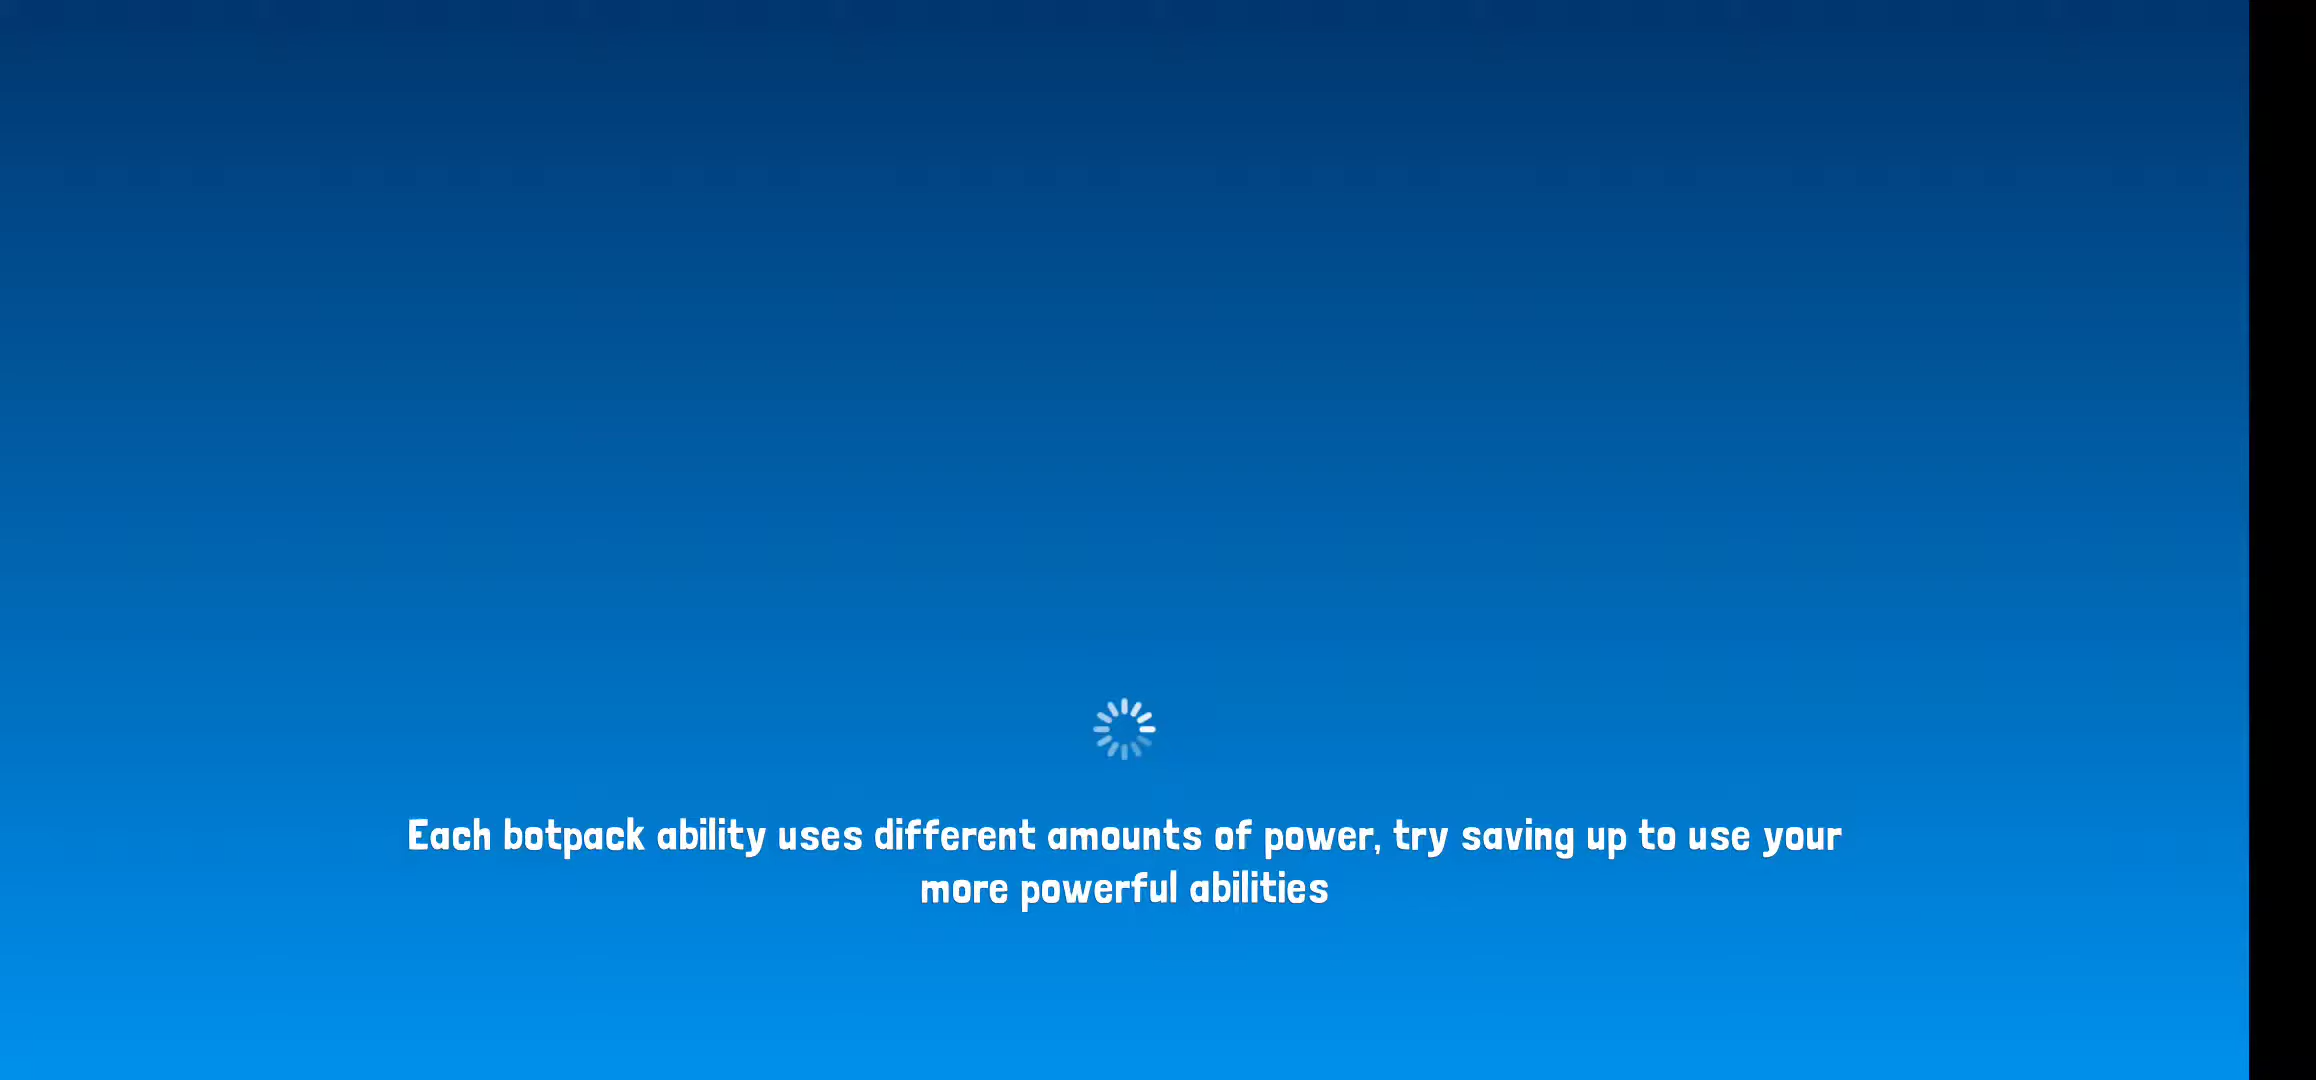 Each botpack ability uses different amounts of power, try saving up to use your
more powerful abilities